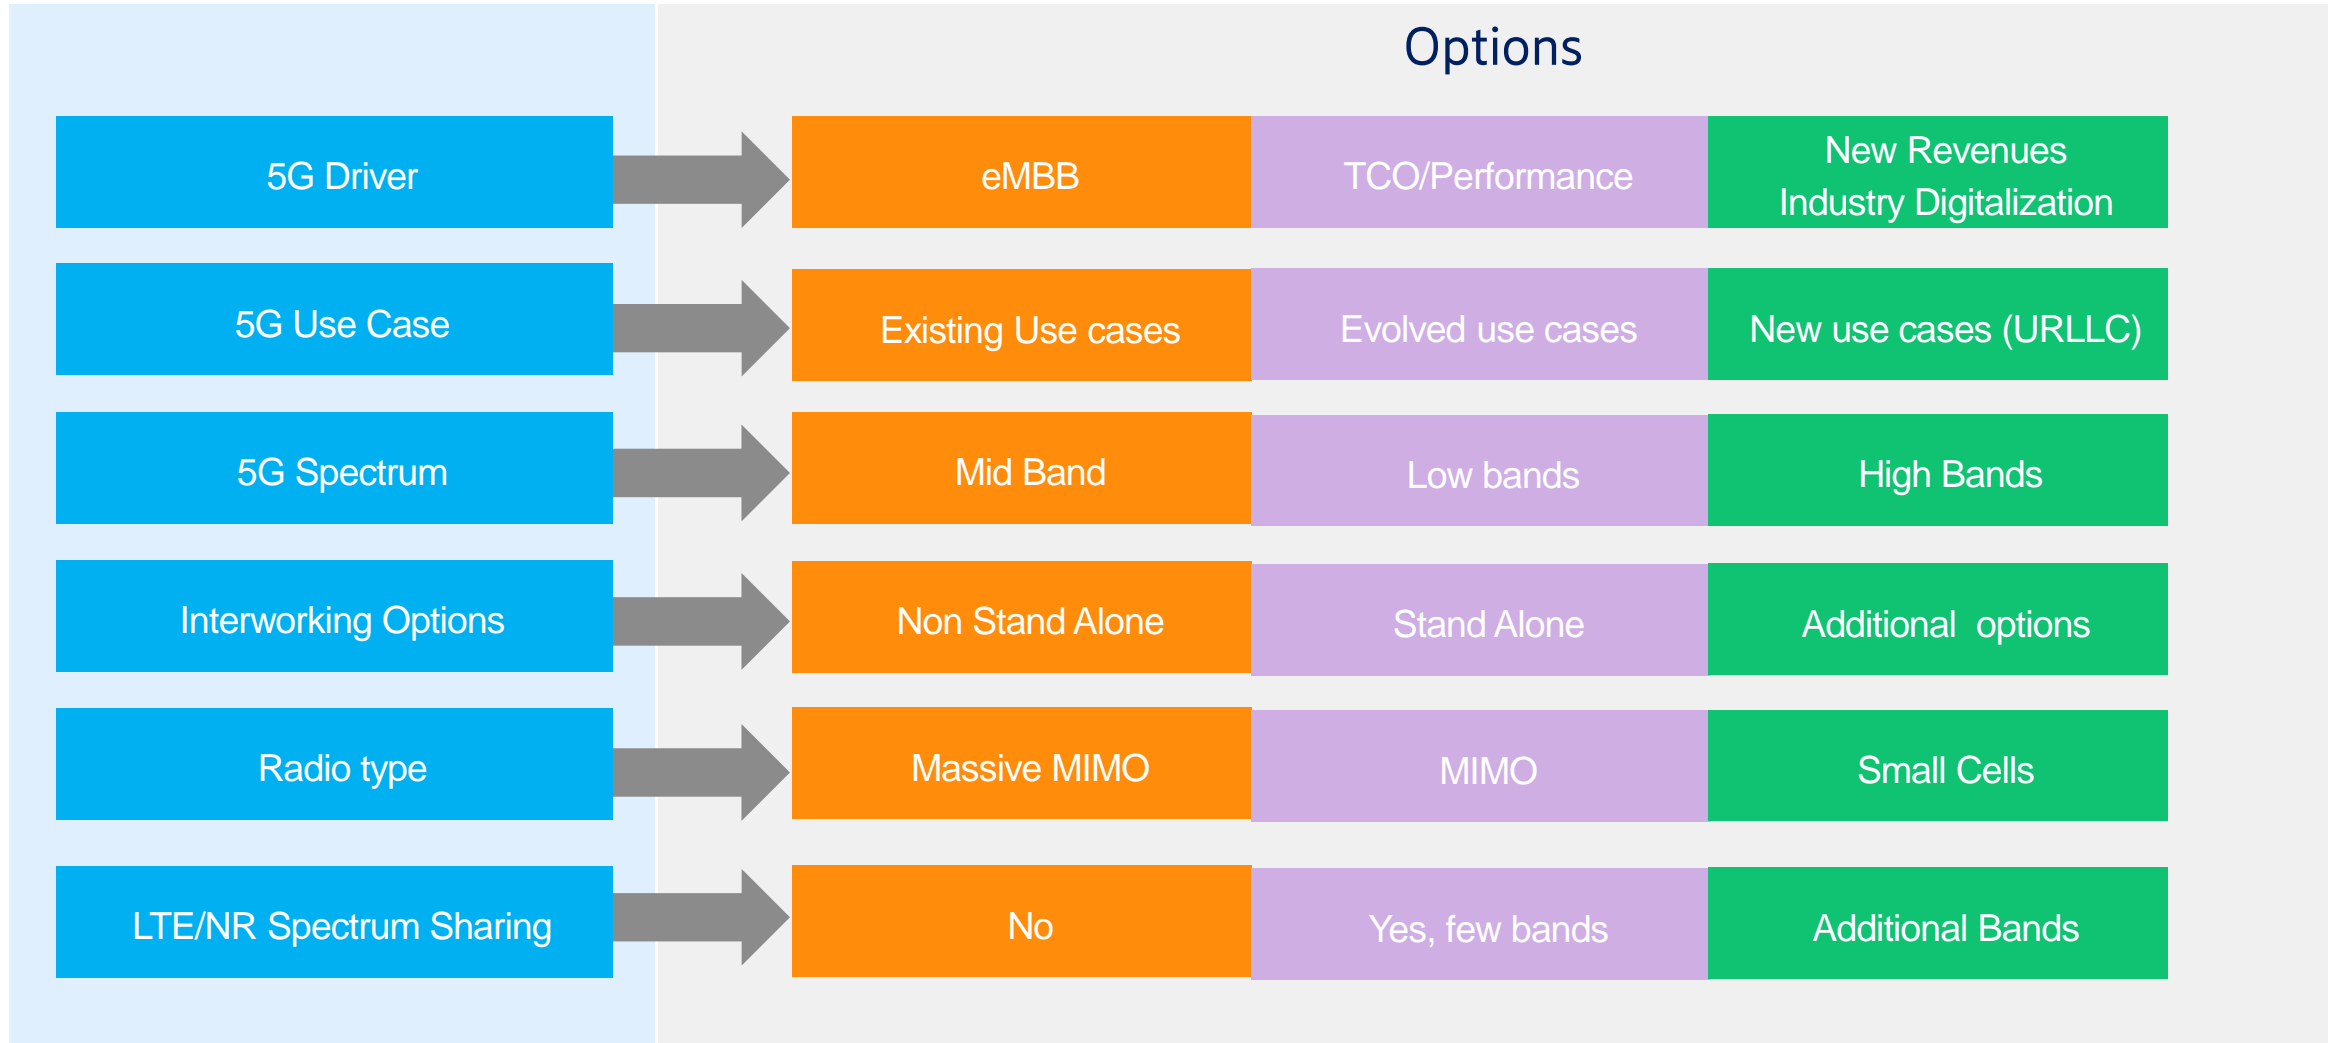 Options
5G Driver
eMBB
TCO/Performance
New Revenues
Industry Digitalization
5G Use Case
Existing Use cases
Evolved use cases
New use cases (URLLC)
5G Spectrum
Mid Band
Low bands
High Bands
Interworking Options
Non Stand Alone
Stand Alone
Additional options
Radio type
Massive MIMO
MIMO
Small Cells
LTE/NR Spectrum Sharing
No
Yes, few bands
Additional Bands